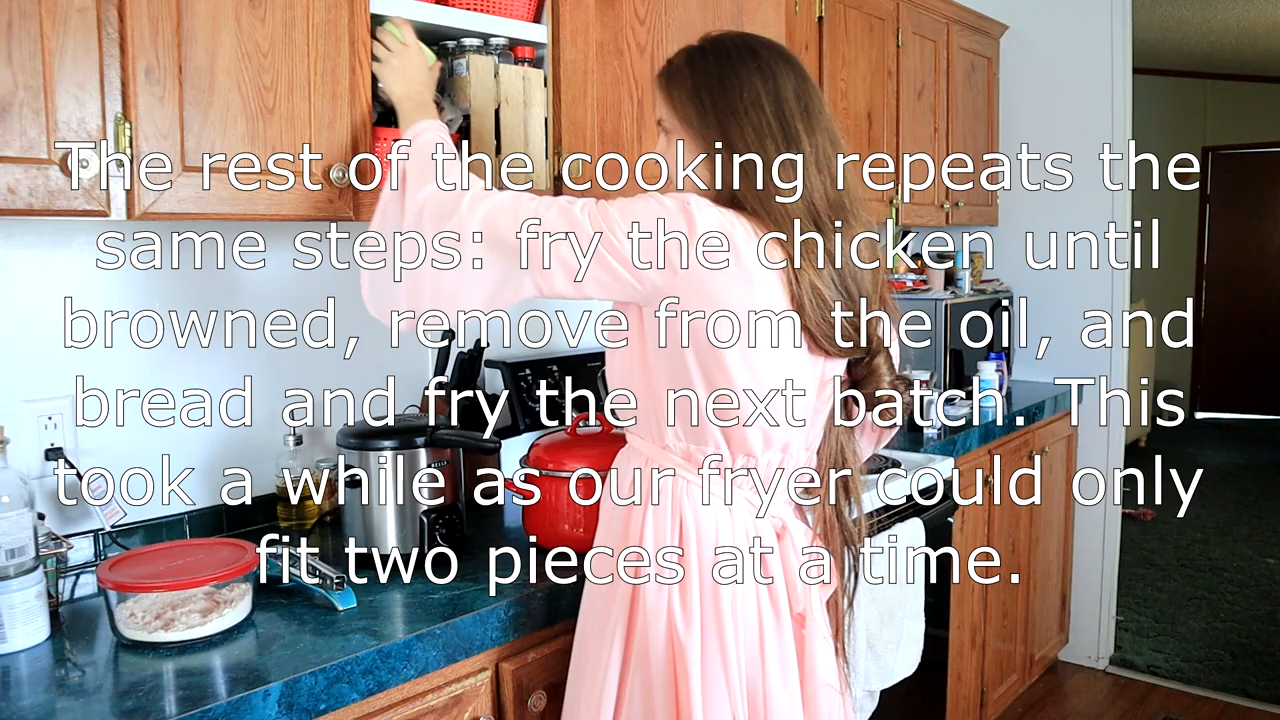 The rest of the cooking repeats the
same steps: fry the chicken until
browned, remove from the oil, and
bread and fry the next batch. This
took a while as our fryer could only
fit two pieces at a time.
BELLA